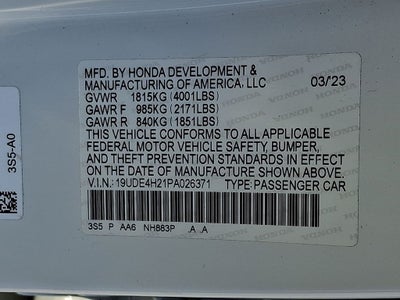 3S5-A0
MFD. BY HONDA DEVELOPMENT &
MANUFACTURING OF AMERICA, LLC 03/23
GVWR 1815KG (4001LBS)
GAWR F 985KG (2171LBS)
GAWR R 840KG (1851LBS)
THIS VEHICLE CONFORMS TO ALL APPLICABLE
FEDERAL MOTOR VEHICLE SAFETY, BUMPER,
AND THEFT PREVENTION STANDARDS IN EFFECT
ON THE DATE OF MANUFACTURE SHOWN ABOVE.
V.I.N.: 19UDE4H21PA026371 TYPE: PASSENGER CAR
3S5 P AA6 NH883P .A .A